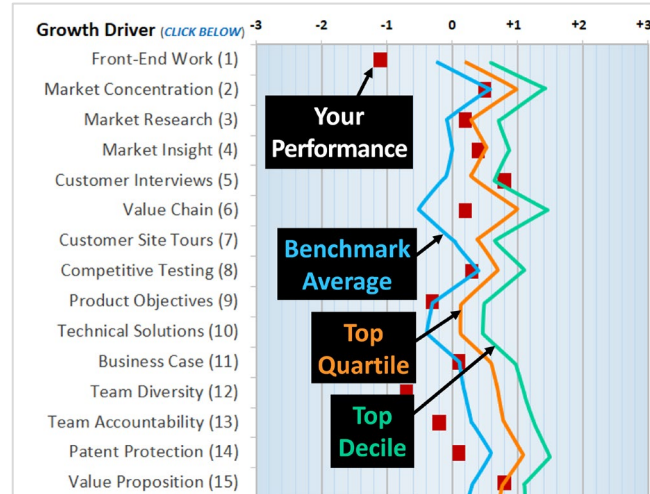 Growth Driver (CLICK BELOW) -3 -2 -1 0 +1 +2 +3
Front-End Work (1)
Market Concentration (2)
Market Research (3)
Market Insight (4)
Customer Interviews (5)
Value Chain (6)
Customer Site Tours (7)
Competitive Testing (8)
Product Objectives (9)
Technical Solutions (10)
Business Case (11)
Team Diversity (12)
Team Accountability (13)
Patent Protection (14)
Value Proposition (15)
Your
Performance
Benchmark
Average
Top
Quartile
Top
Decile